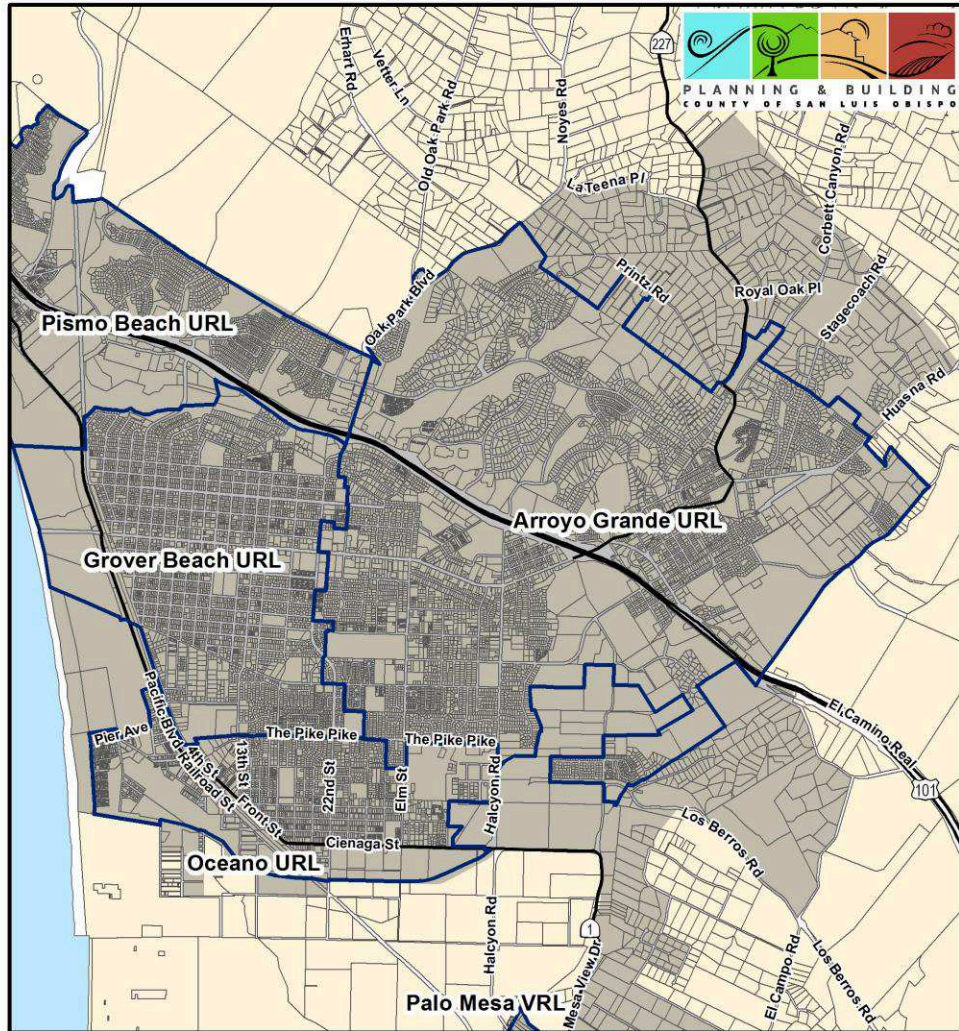 227
PLANNING & BUILDING
COUNTY OF SAN LUIS OBISPO
Erhart Rd
Vetter Ln
Old Oak Park Rd
Noyes Rd
LaTeena Pl
Corbett Canyon Rd
Printz Rd
Royal Oak Pl
Stagecoach Rd
Oak Park Blvd
Pismo Beach URL
Huasna Rd
Arroyo Grande URL
Grover Beach URL
Pacific Blvd
Pier Ave
4th St
Railroad St
13th St
Front St
The Pike Pike
22nd St
Elm St
The Pike Pike
Halcyon Rd
El Camino Real
101
Cienaga St
Los Berros Rd
Oceano URL
Halcyon Rd
1
Mesa View Dr
El Campo Rd
Los Berros Rd
Palo Mesa VRL